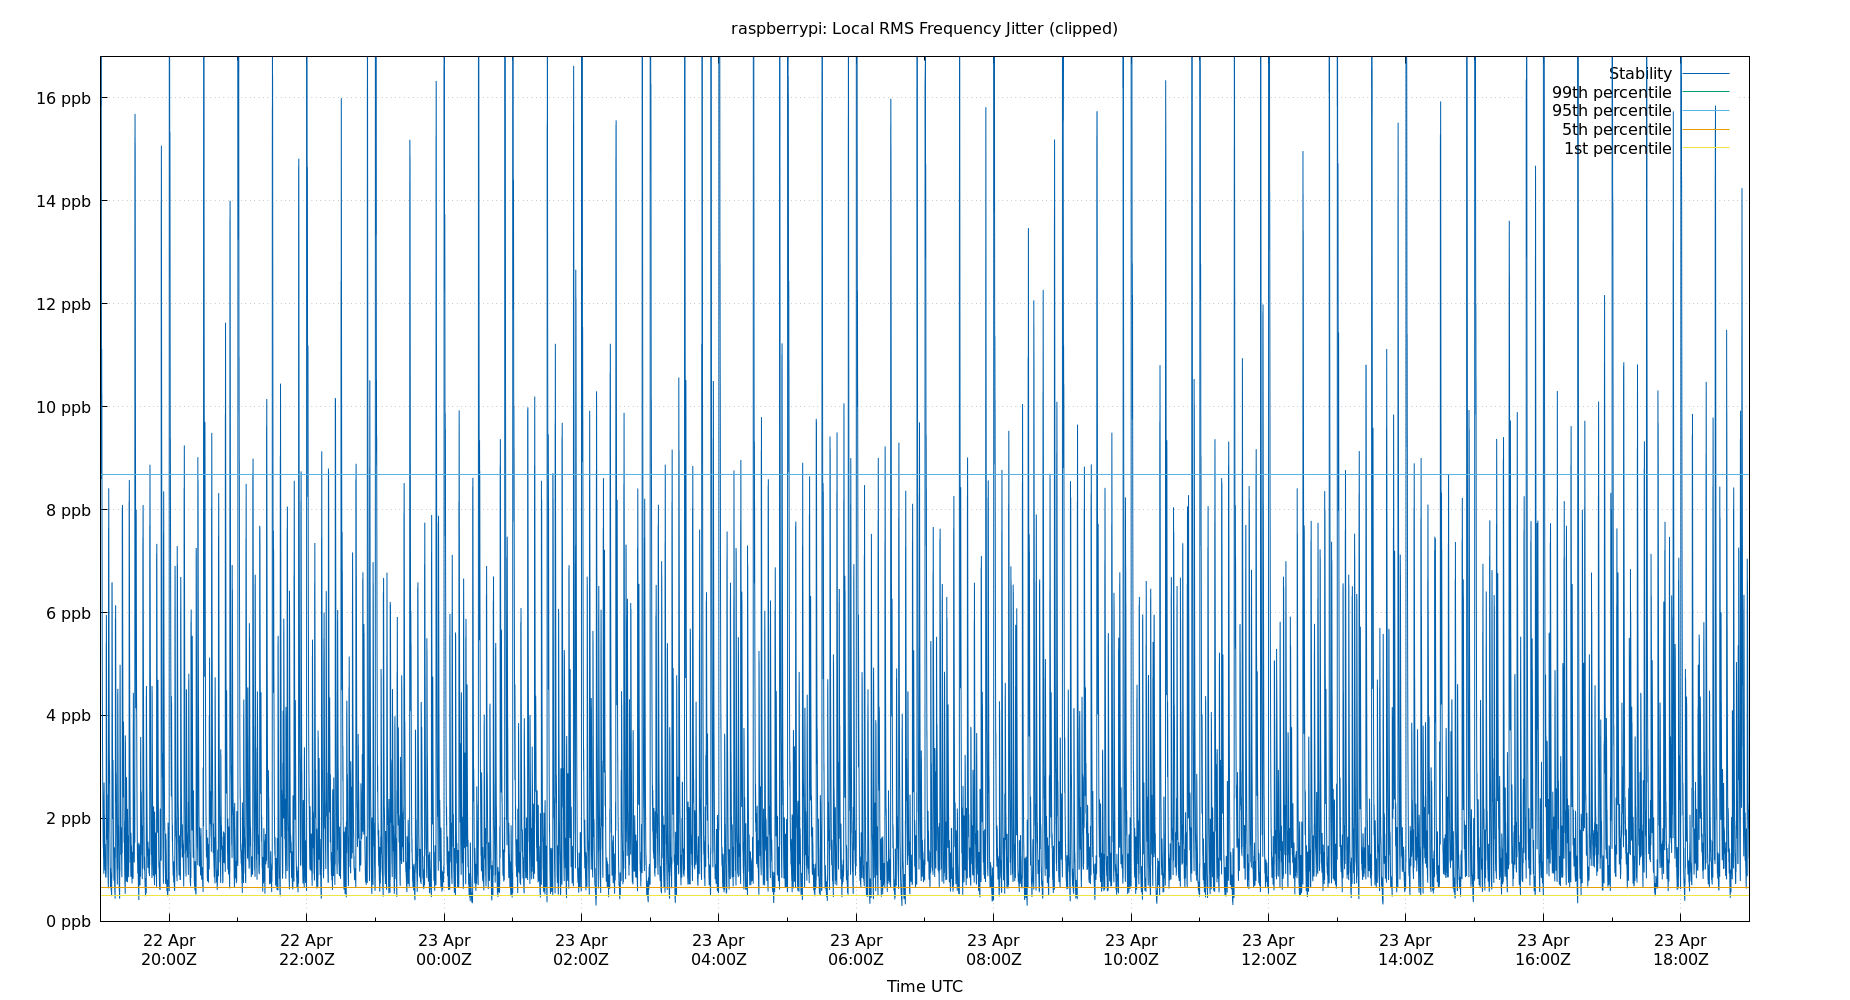 raspberrypi: Local RMS Frequency Jitter (clipped)
Stability
99th percentile
95th percentile
5th percentile
1st percentile
16 ppb
14 ppb
12 ppb
10 ppb
8 ppb
6 ppb
4 ppb
2 ppb
0 ppb
22 Apr 22 Apr 23 Apr 23 Apr 23 Apr 23 Apr 23 Apr 23 Apr 23 Apr 23 Apr 23 Apr 23 Apr
20:00Z 22:00Z 00:00Z 02:00Z 04:00Z 06:00Z 08:00Z 10:00Z 12:00Z 14:00Z 16:00Z 18:00Z
Time UTC